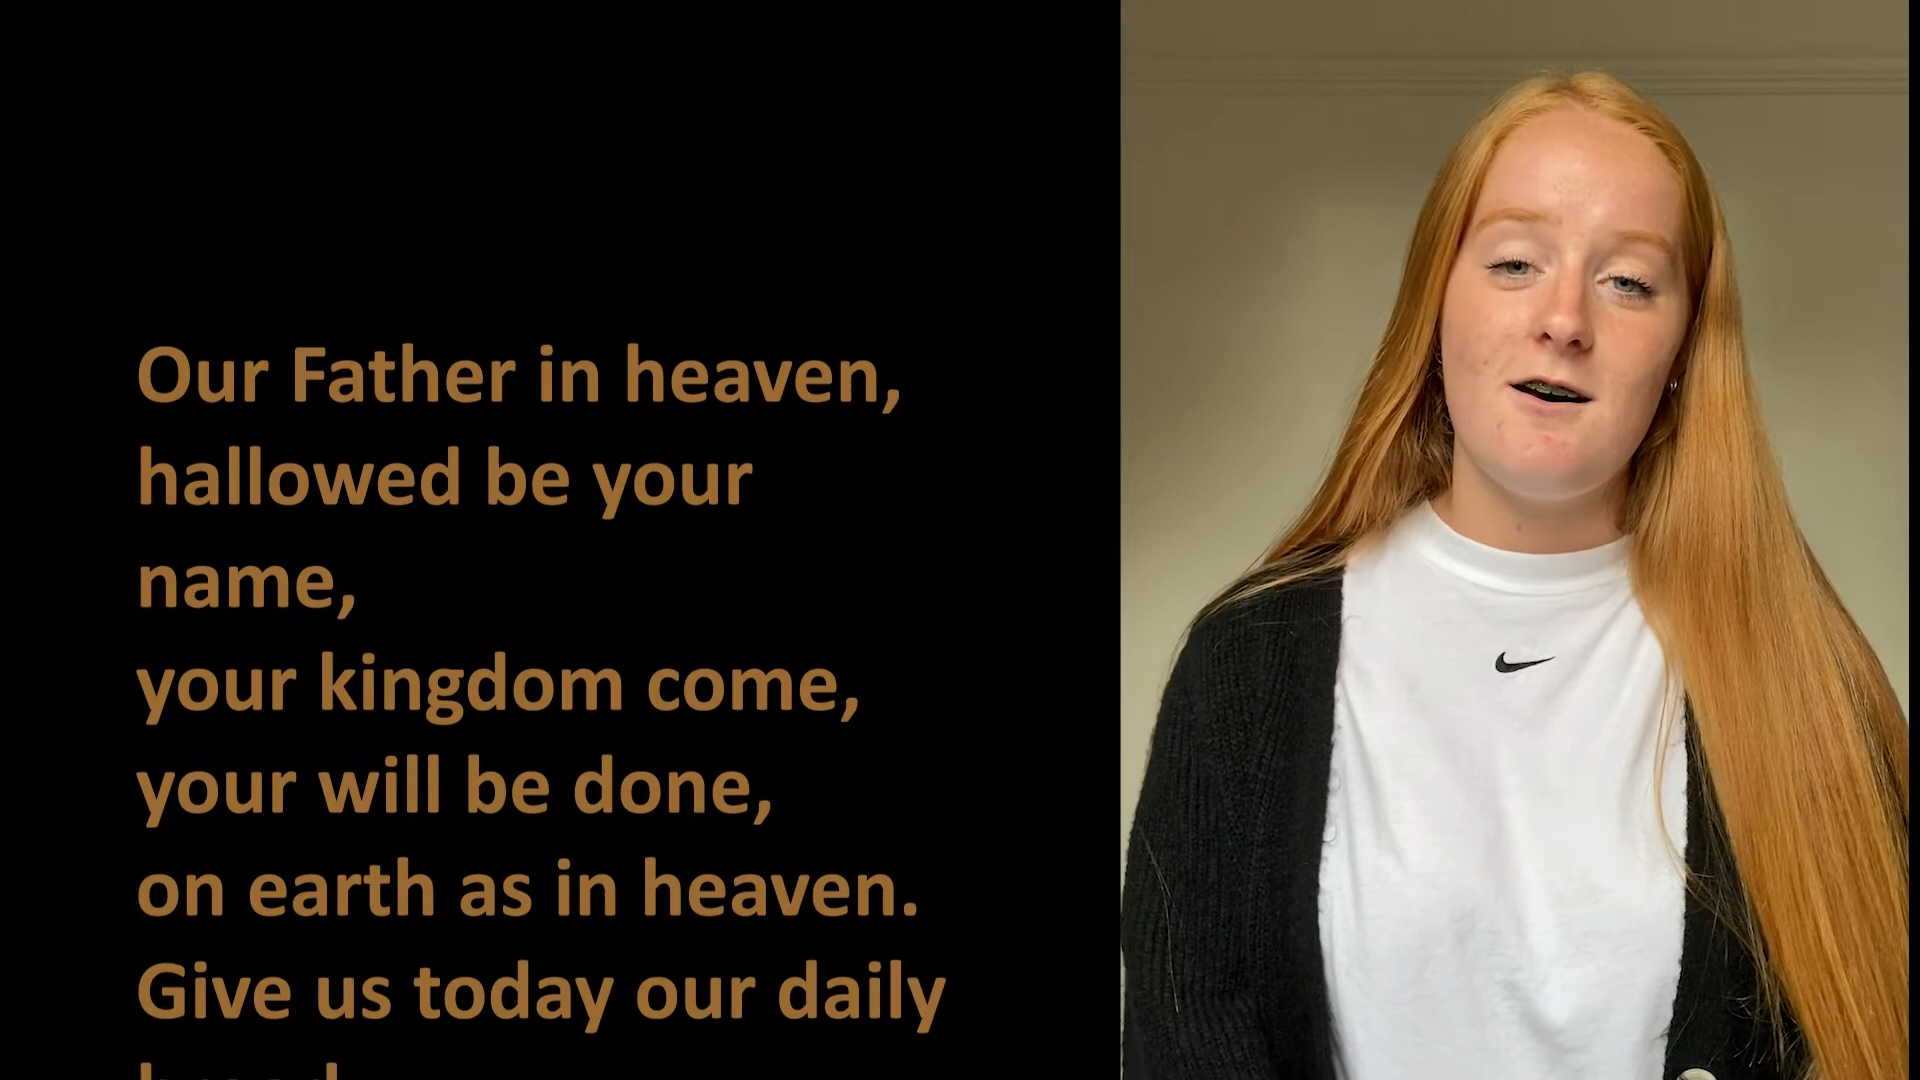 Our Father in heaven,
hallowed be your
name,
your kingdom come,
your will be done,
on earth as in heaven.
Give us today our daily